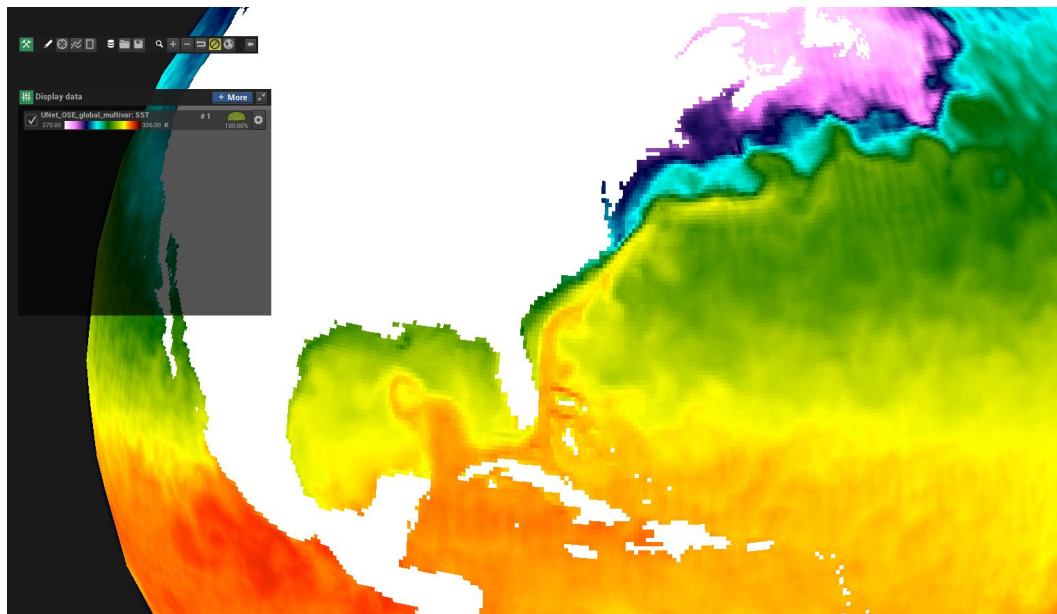 Display data
+ More
UNet_OSE_global_multivar: SST
# 1
270.00
306.00 K
100.00%